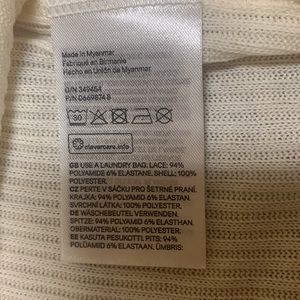 Made in Myanmar
Fabriqué en Birmanie
Hecho en Unión de Myanmar
O/N 349464
P/N 0669874 B
30
clevercare.info
GB USE A LAUNDRY BAG; LACE: 94%
POLYAMIDE 6% ELASTANE. SHELL: 100%
POLYESTER.
CZ PERTE V SÁČKU PRO ŠETRNÉ PRANÍ.
KRAJKA: 94% POLYAMID 6% ELASTAN.
SVRCHNÍ LÁTKA: 100% POLYESTER.
DE WÄSCHEBEUTEL VERWENDEN.
SPITZE: 94% POLYAMID 6% ELASTHAN.
OBERMATERIAL: 100% POLYESTER.
EE KASUTA PESUKOTTI. PITS: 94%
POLÜAMIID 6% ELASTAAN. ÜMBRIS: